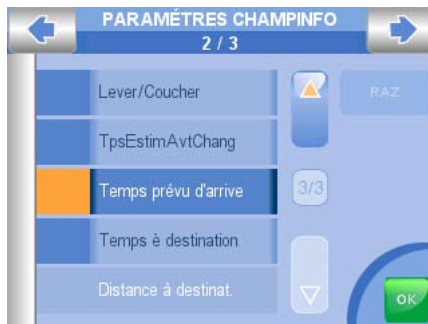 PARAMÉTRES CHAMPINFO
2 / 3
Lever/Coucher
RAZ
TpsEstimAvtChang
Temps prévu d'arrive
3/3
Temps è destination
Distance à destinat.
OK